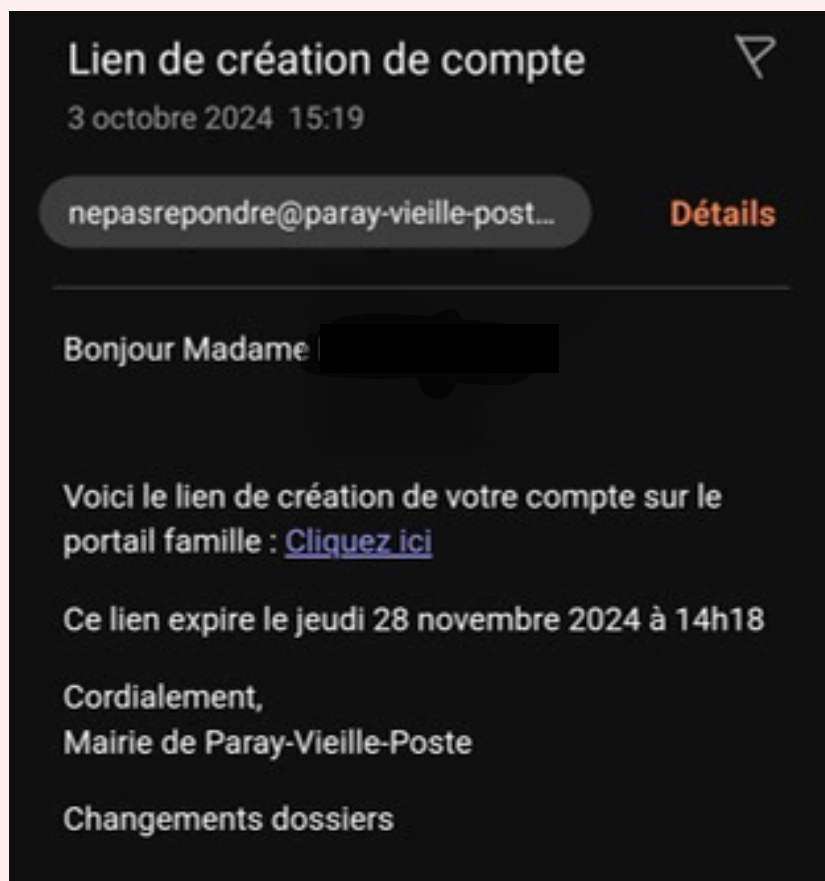 Lien de création de compte
3 octobre 2024 15:19
nepasrepondre@paray-vieille-post...
Détails
Bonjour Madame
Voici le lien de création de votre compte sur le
portail famille : Cliquez ici
Ce lien expire le jeudi 28 novembre 2024 à 14h18
Cordialement,
Mairie de Paray-Vieille-Poste
Changements dossiers